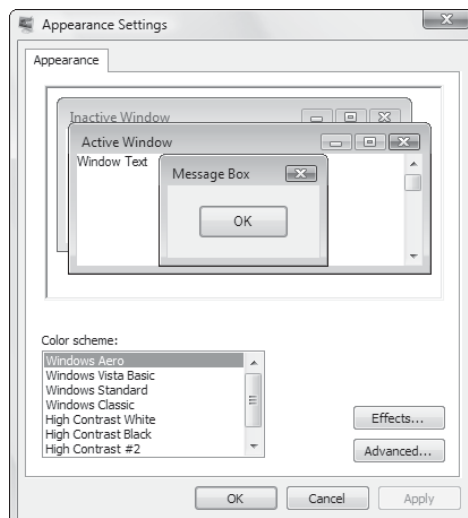 Appearance Settings
Appearance
Inactive Window
Active Window
Window Text
Message Box
OK
Color scheme:
Windows Aero
Windows Vista Basic
Windows Standard
Windows Classic
High Contrast White
High Contrast Black
High Contrast #2
Effects...
Advanced...
OK
Cancel
Apply